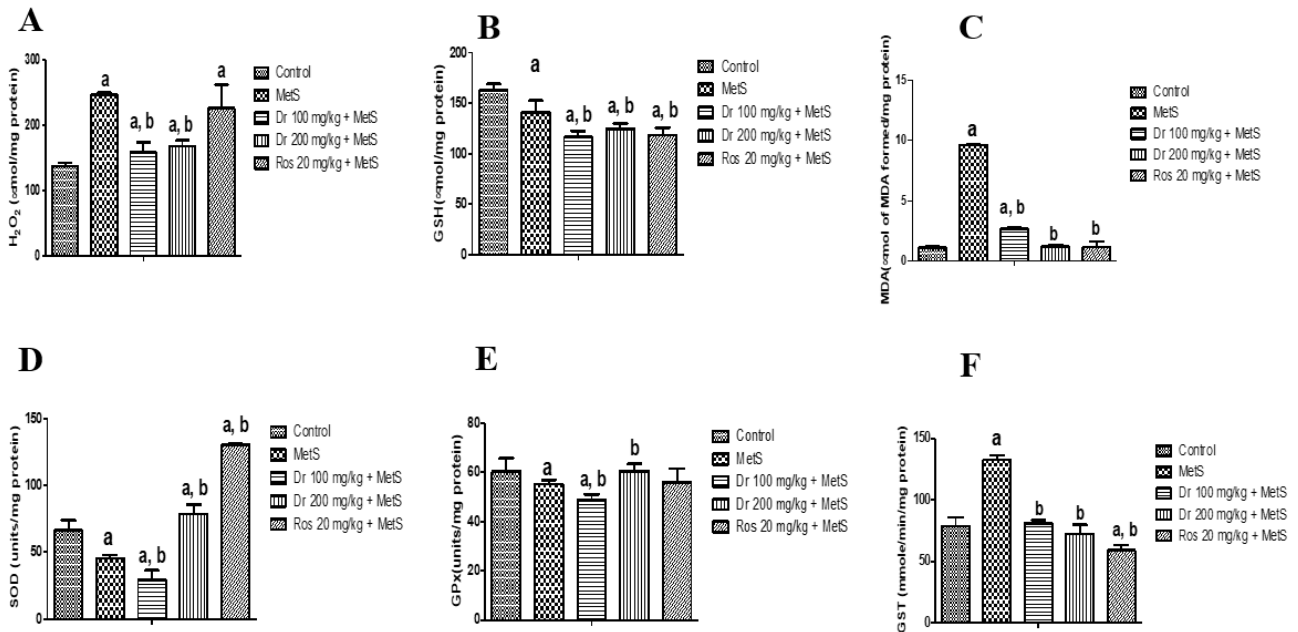 A
H2O2 (∝mol/mg protein)
300
200
100
0
a
a, b
a, b
a
Control
MetS
Dr 100 mg/kg + MetS
Dr 200 mg/kg + MetS
Ros 20 mg/kg + MetS
B
GSH(∝mol/mg protein)
200
150
100
50
0
a
a, b
a, b
a, b
Control
MetS
Dr 100 mg/kg + MetS
Dr 200 mg/kg + MetS
Ros 20 mg/kg + MetS
C
MDA(∝mol of MDA formed/mg protein)
15
10
5
0
a
a, b
b
b
Control
MetS
Dr 100 mg/kg + MetS
Dr 200 mg/kg + MetS
Ros 20 mg/kg + MetS
D
SOD (units/mg protein)
150
100
50
0
a
a, b
a, b
a, b
Control
MetS
Dr 100 mg/kg + MetS
Dr 200 mg/kg + MetS
Ros 20 mg/kg + MetS
E
GPx(units/mg protein)
80
60
40
20
0
a
a, b
b
Control
MetS
Dr 100 mg/kg + MetS
Dr 200 mg/kg + MetS
Ros 20 mg/kg + MetS
F
GST (mmole/min/mg protein)
150
100
50
0
a
b
b
a, b
Control
MetS
Dr 100 mg/kg + MetS
Dr 200 mg/kg + MetS
Ros 20 mg/kg + MetS